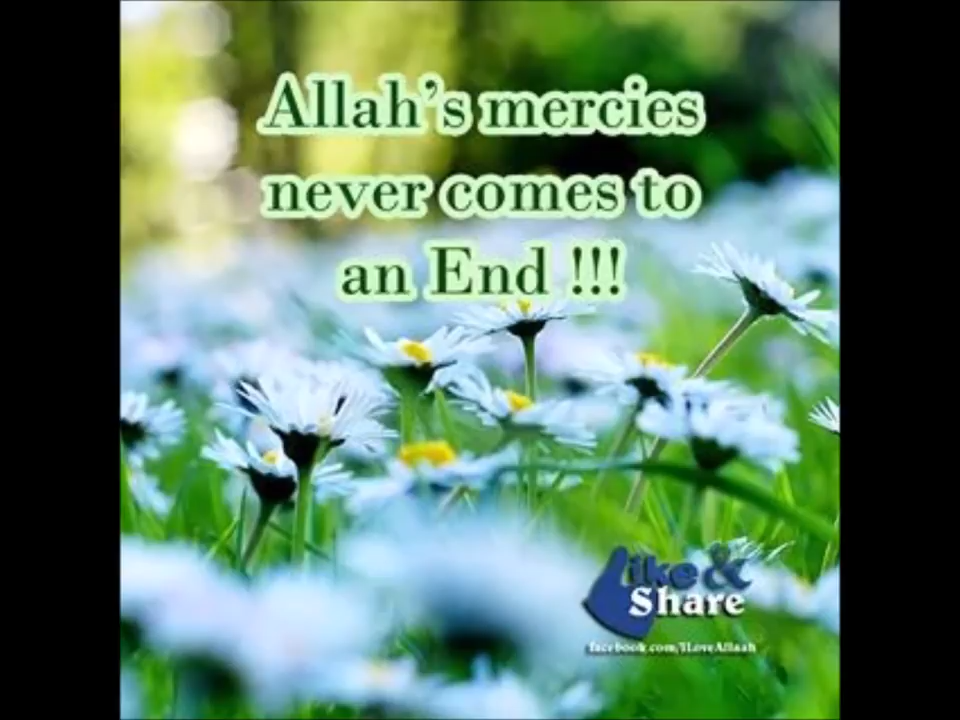 Allah's mercies
never comes to
an End !!!
Like &
Share
facebook.com/ILoveAllaah